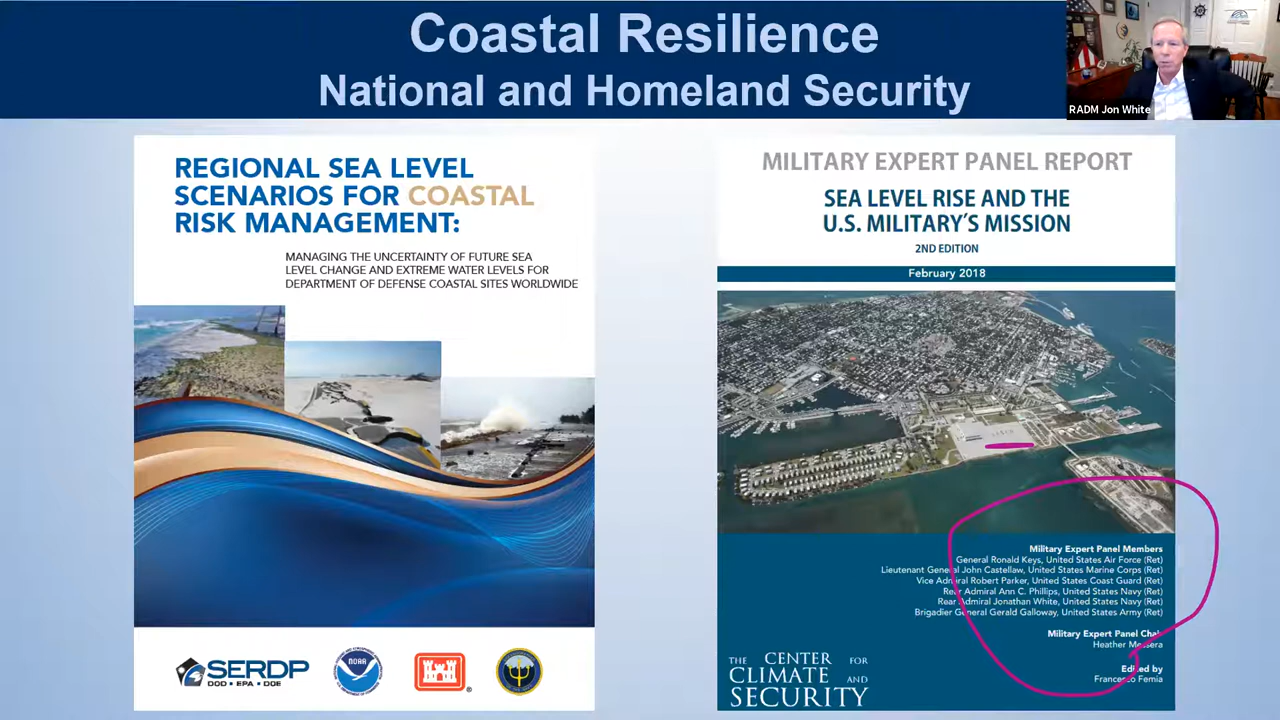 Coastal Resilience
National and Homeland Security
RADM Jon White
REGIONAL SEA LEVEL
SCENARIOS FOR COASTAL
RISK MANAGEMENT:
MANAGING THE UNCERTAINTY OF FUTURE SEA
LEVEL CHANGE AND EXTREME WATER LEVELS FOR
DEPARTMENT OF DEFENSE COASTAL SITES WORLDWIDE
SERDP
DOD • EPA • DOE
NOAA
®
MILITARY EXPERT PANEL REPORT
SEA LEVEL RISE AND THE
U.S. MILITARY'S MISSION
2ND EDITION
February 2018
Military Expert Panel Members
General Ronald Keys, United States Air Force (Ret)
Lieutenant General John Castellaw, United States Marine Corps (Ret)
Vice Admiral Robert Parker, United States Coast Guard (Ret)
Rear Admiral Ann C. Phillips, United States Navy (Ret)
Rear Admiral Jonathan White, United States Navy (Ret)
Brigadier General Gerald Galloway, United States Army (Ret)
Military Expert Panel Chair
Heather Messera
Edited by
Francesco Femia
THE CENTER FOR
CLIMATE AND
SECURITY